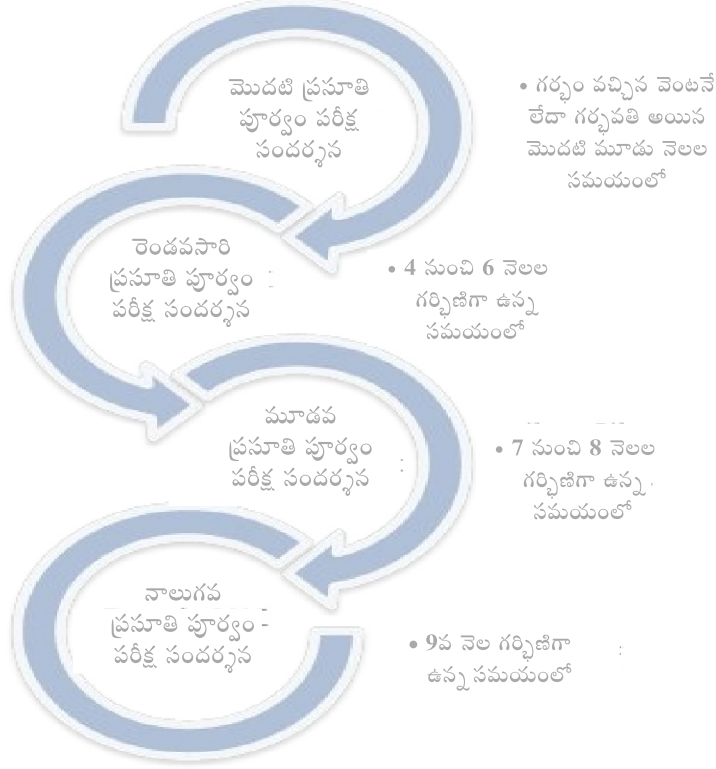 మొదటి ప్రసూతి
పూర్వం పరీక్ష
సందర్శన
• గర్భం వచ్చిన వెంటనే
లేదా గర్భవతి అయిన
మొదటి మూడు నెలల
సమయంలో
రెండవసారి
ప్రసూతి పూర్వం
పరీక్ష సందర్శన
• 4 నుంచి 6 నెలల
గర్భిణిగా ఉన్న
సమయంలో
మూడవ
ప్రసూతి పూర్వం
పరీక్ష సందర్శన
• 7 నుంచి 8 నెలల
గర్భిణిగా ఉన్న
సమయంలో
నాలుగవ
ప్రసూతి పూర్వం
పరీక్ష సందర్శన
• 9వ నెల గర్భిణిగా
ఉన్న సమయంలో